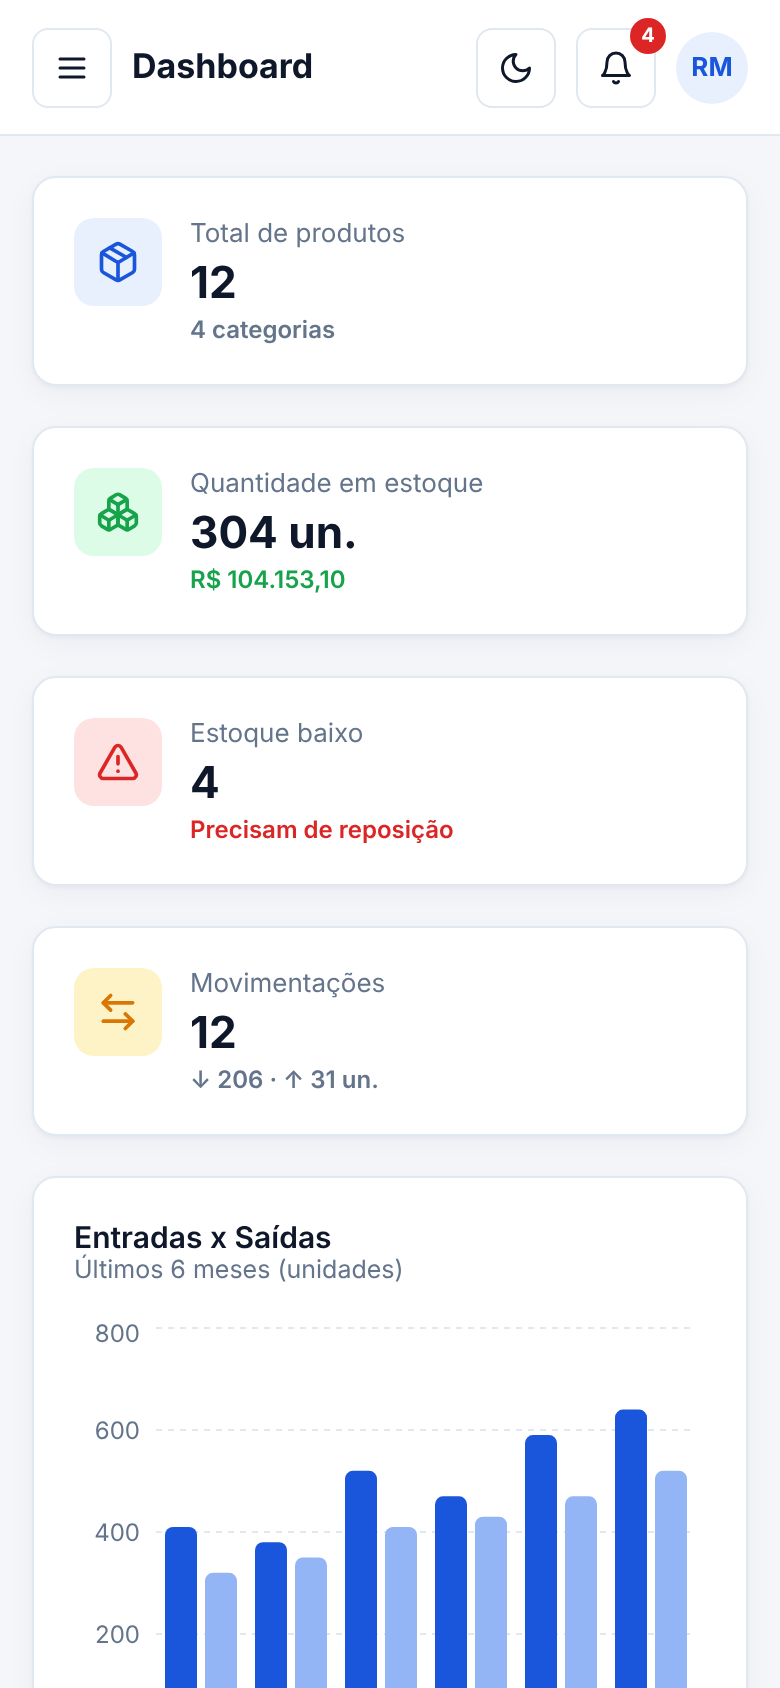 Dashboard
4
RM
Total de produtos
12
4 categorias
Quantidade em estoque
304 un.
R$ 104.153,10
Estoque baixo
4
Precisam de reposição
Movimentações
12
↓ 206 · ↑ 31 un.
Entradas x Saídas
Últimos 6 meses (unidades)
800
600
400
200